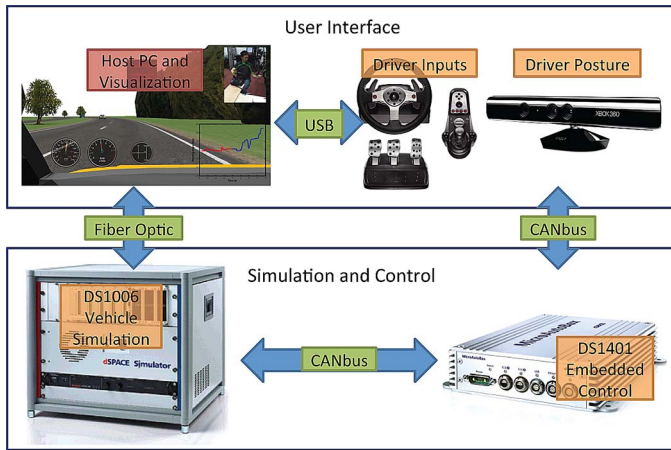 User Interface
Host PC and
Visualization
Driver Inputs
Driver Posture
XBOX 360
USB
Fiber Optic
CANbus
Simulation and Control
DS1006
Vehicle
Simulation
dSPACE Simulator
CANbus
MicroAutoBox
DS1401
Embedded
Control